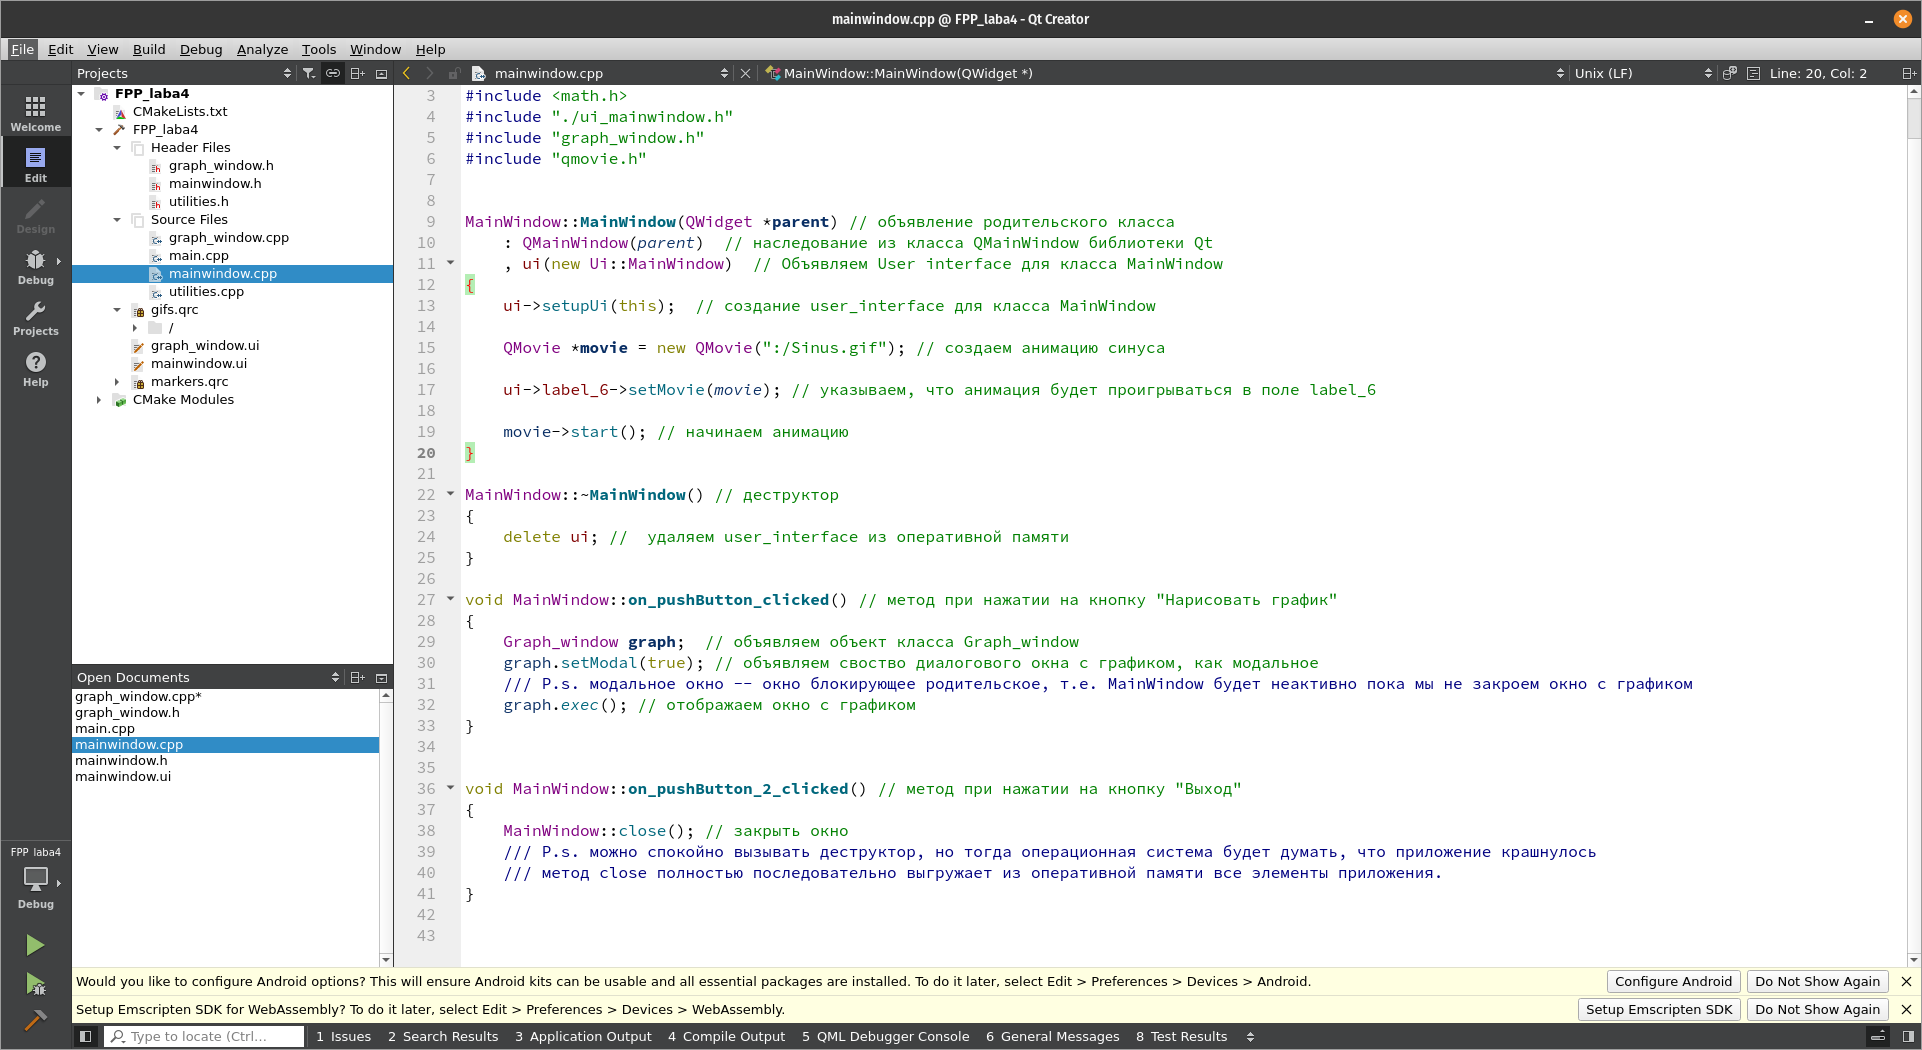 mainwindow.cpp @ FPP_laba4 - Qt Creator
File Edit View Build Debug Analyze Tools Window Help
Projects
mainwindow.cpp
MainWindow::MainWindow(QWidget *)
Unix (LF)
Line: 20, Col: 2
Welcome
Edit
Design
Debug
Projects
Help
FPP_laba4
CMakeLists.txt
FPP_laba4
Header Files
graph_window.h
mainwindow.h
utilities.h
Source Files
graph_window.cpp
main.cpp
mainwindow.cpp
utilities.cpp
gifs.qrc
/
graph_window.ui
mainwindow.ui
markers.qrc
CMake Modules
Open Documents
graph_window.cpp*
graph_window.h
main.cpp
mainwindow.cpp
mainwindow.h
mainwindow.ui
FPP_laba4
Debug
3 #include <math.h>
4 #include "./ui_mainwindow.h"
5 #include "graph_window.h"
6 #include "qmovie.h"
7
8
9 MainWindow::MainWindow(QWidget *parent) // объявление родительского класса
10 : QMainWindow(parent)  // наследование из класса QMainWindow библиотеки Qt
11 , ui(new Ui::MainWindow)  // Объявляем User interface для класса MainWindow
12 {
13 ui->setupUi(this);  // создание user_interface для класса MainWindow
14
15 QMovie *movie = new QMovie(":/Sinus.gif"); // создаем анимацию синуса
16
17 ui->label_6->setMovie(movie); // указываем, что анимация будет проигрываться в поле label_6
18
19 movie->start(); // начинаем анимацию
20 }
21
22 MainWindow::~MainWindow() // деструктор
23 {
24 delete ui; //  удаляем user_interface из оперативной памяти
25 }
26
27 void MainWindow::on_pushButton_clicked() // метод при нажатии на кнопку "Нарисовать график"
28 {
29 Graph_window graph;  // объявляем объект класса Graph_window
30 graph.setModal(true); // объявляем своство диалогового окна с графиком, как модальное
31 /// P.s. модальное окно -- окно блокирующее родительское, т.е. MainWindow будет неактивно пока мы не закроем окно с графиком
32 graph.exec(); // отображаем окно с графиком
33 }
34
35
36 void MainWindow::on_pushButton_2_clicked() // метод при нажатии на кнопку "Выход"
37 {
38 MainWindow::close(); // закрыть окно
39 /// P.s. можно спокойно вызывать деструктор, но тогда операционная система будет думать, что приложение крашнулось
40 /// метод close полностью последовательно выгружает из оперативной памяти все элементы приложения.
41 }
42
43
Would you like to configure Android options? This will ensure Android kits can be usable and all essential packages are installed. To do it later, select Edit > Preferences > Devices > Android. Configure Android Do Not Show Again
Setup Emscripten SDK for WebAssembly? To do it later, select Edit > Preferences > Devices > WebAssembly. Setup Emscripten SDK Do Not Show Again
Type to locate (Ctrl... 1 Issues 2 Search Results 3 Application Output 4 Compile Output 5 QML Debugger Console 6 General Messages 8 Test Results